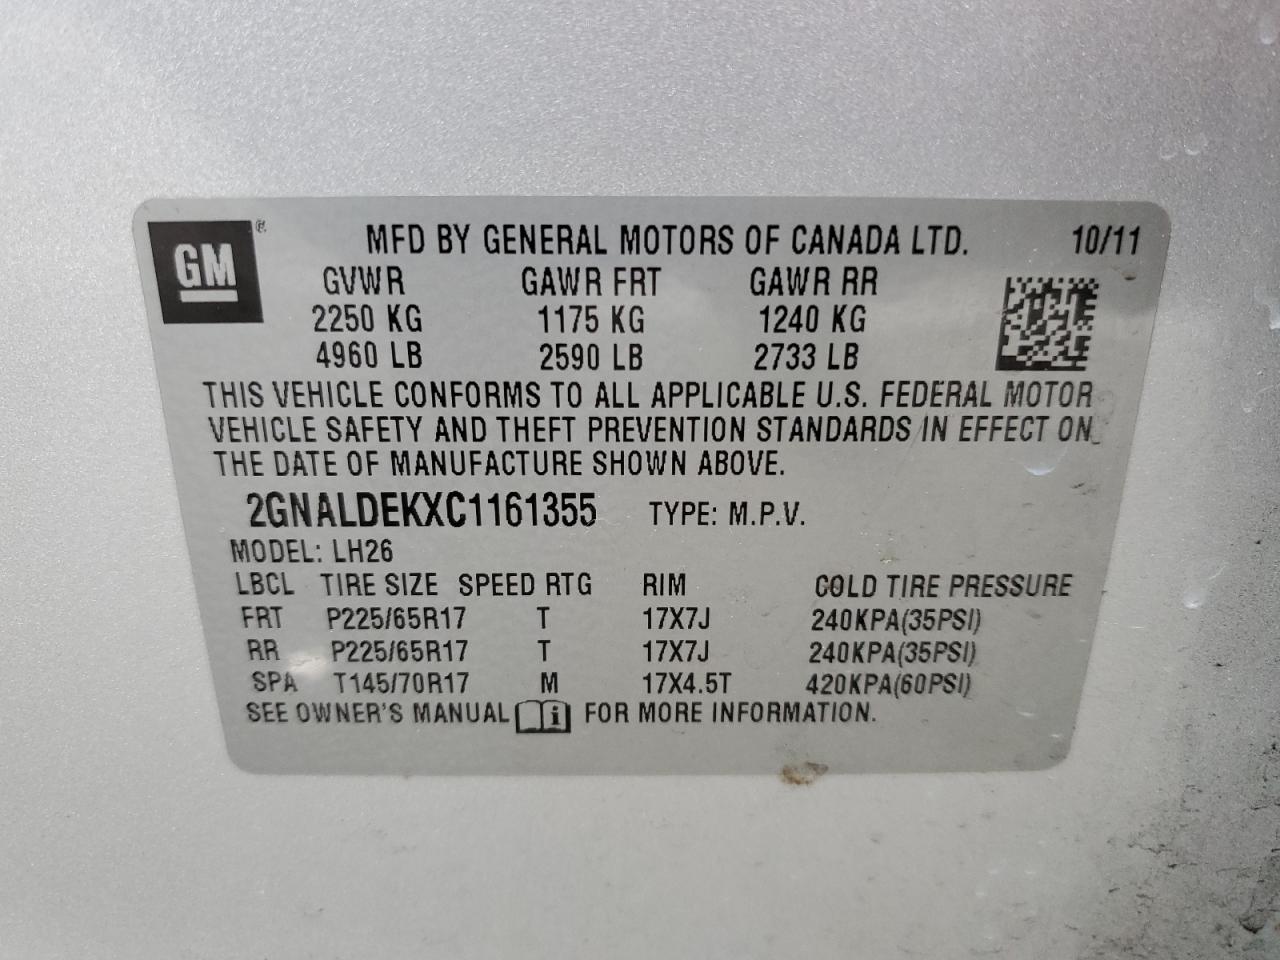 GM ® MFD BY GENERAL MOTORS OF CANADA LTD. 10/11
GVWR GAWR FRT GAWR RR
2250 KG 1175 KG 1240 KG
4960 LB 2590 LB 2733 LB
THIS VEHICLE CONFORMS TO ALL APPLICABLE U.S. FEDERAL MOTOR
VEHICLE SAFETY AND THEFT PREVENTION STANDARDS IN EFFECT ON
THE DATE OF MANUFACTURE SHOWN ABOVE.
2GNALDEKXC1161355 TYPE: M.P.V.
MODEL: LH26
LBCL TIRE SIZE SPEED RTG RIM COLD TIRE PRESSURE
FRT P225/65R17 T 17X7J 240KPA(35PSI)
RR P225/65R17 T 17X7J 240KPA(35PSI)
SPA T145/70R17 M 17X4.5T 420KPA(60PSI)
SEE OWNER'S MANUAL i FOR MORE INFORMATION.